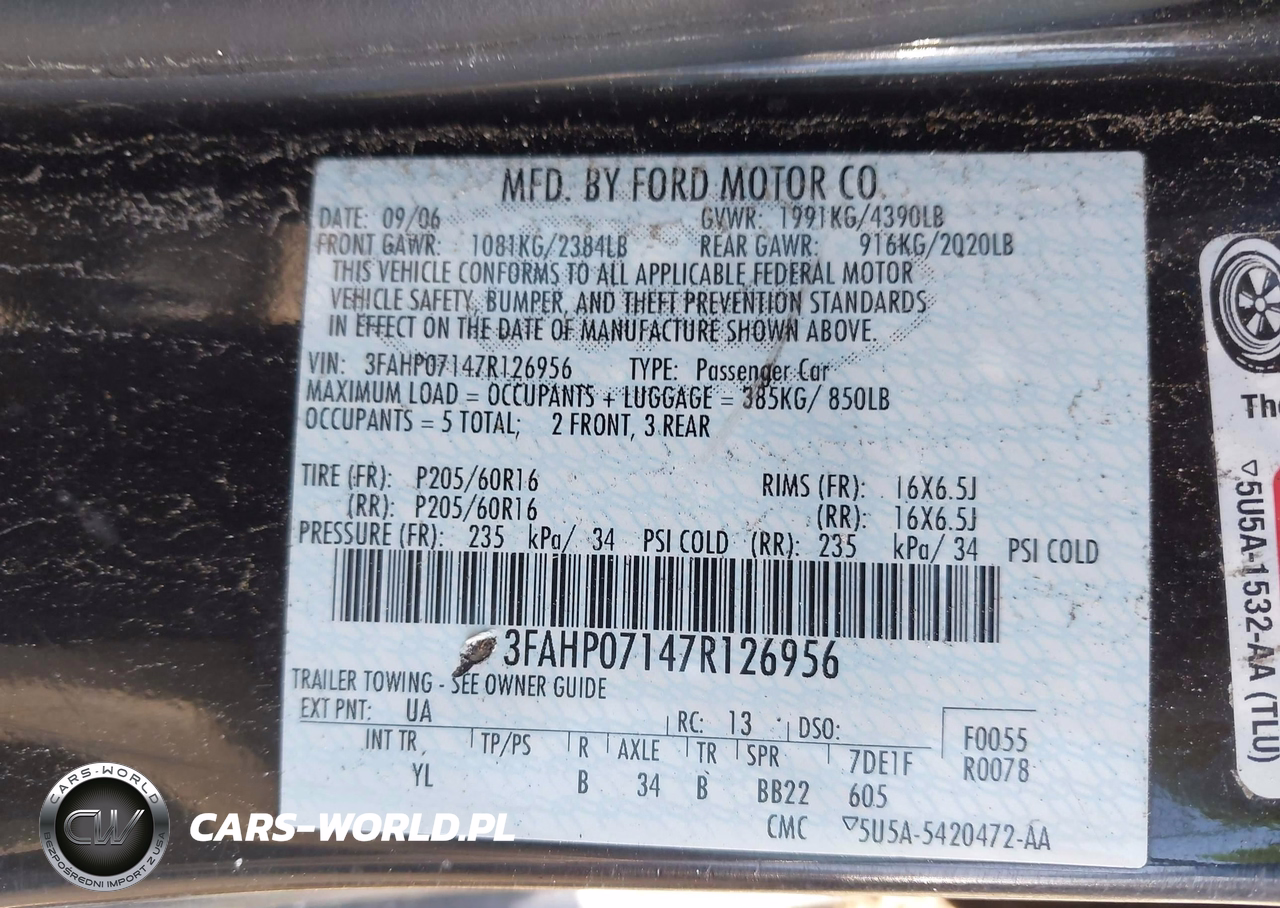 MFD. BY FORD MOTOR CO.
DATE: 09/06 GVWR: 1991KG/4390LB
FRONT GAWR: 1081KG/2384LB REAR GAWR: 916KG/2020LB
THIS VEHICLE CONFORMS TO ALL APPLICABLE FEDERAL MOTOR
VEHICLE SAFETY, BUMPER, AND THEFT PREVENTION STANDARDS
IN EFFECT ON THE DATE OF MANUFACTURE SHOWN ABOVE.
VIN: 3FAHP07147R126956 TYPE: Passenger Car
MAXIMUM LOAD = OCCUPANTS + LUGGAGE = 385KG/ 850LB
OCCUPANTS = 5 TOTAL; 2 FRONT, 3 REAR
TIRE (FR): P205/60R16 RIMS (FR): 16X6.5J
(RR): P205/60R16 (RR): 16X6.5J
PRESSURE (FR): 235 kPa/ 34 PSI COLD (RR): 235 kPa/ 34 PSI COLD
3FAHP07147R126956
TRAILER TOWING - SEE OWNER GUIDE
EXT PNT: UA RC: 13 DSO:
F0055
R0078
INT TR TP/PS R AXLE TR SPR 7DE1F
YL B 34 B BB22 605
CMC ▽5U5A-5420472-AA
The
▽5U5A-1532-AA (TLU)
CARS-WORLD
CW
BEZPOŚREDNI IMPORT Z USA
CARS-WORLD.PL